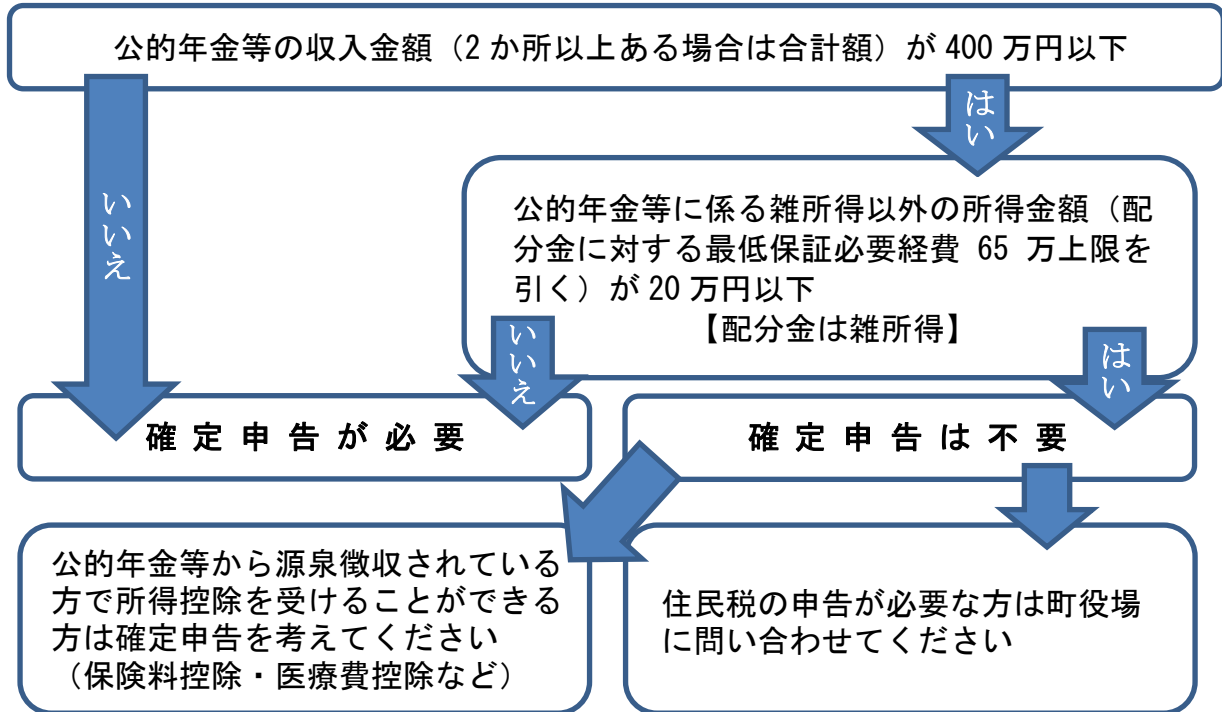 公的年金等の収入金額（2か所以上ある場合は合計額）が400万円以下
はい
いいえ
公的年金等に係る雑所得以外の所得金額（配
分金に対する最低保証必要経費 65 万上限を
引く）が20万円以下
【配分金は雑所得】
いいえ
はい
確定申告が必要
確定申告は不要
公的年金等から源泉徴収されている
方で所得控除を受けることができる
方は確定申告を考えてください
（保険料控除・医療費控除など）
住民税の申告が必要な方は町役場
に問い合わせてください